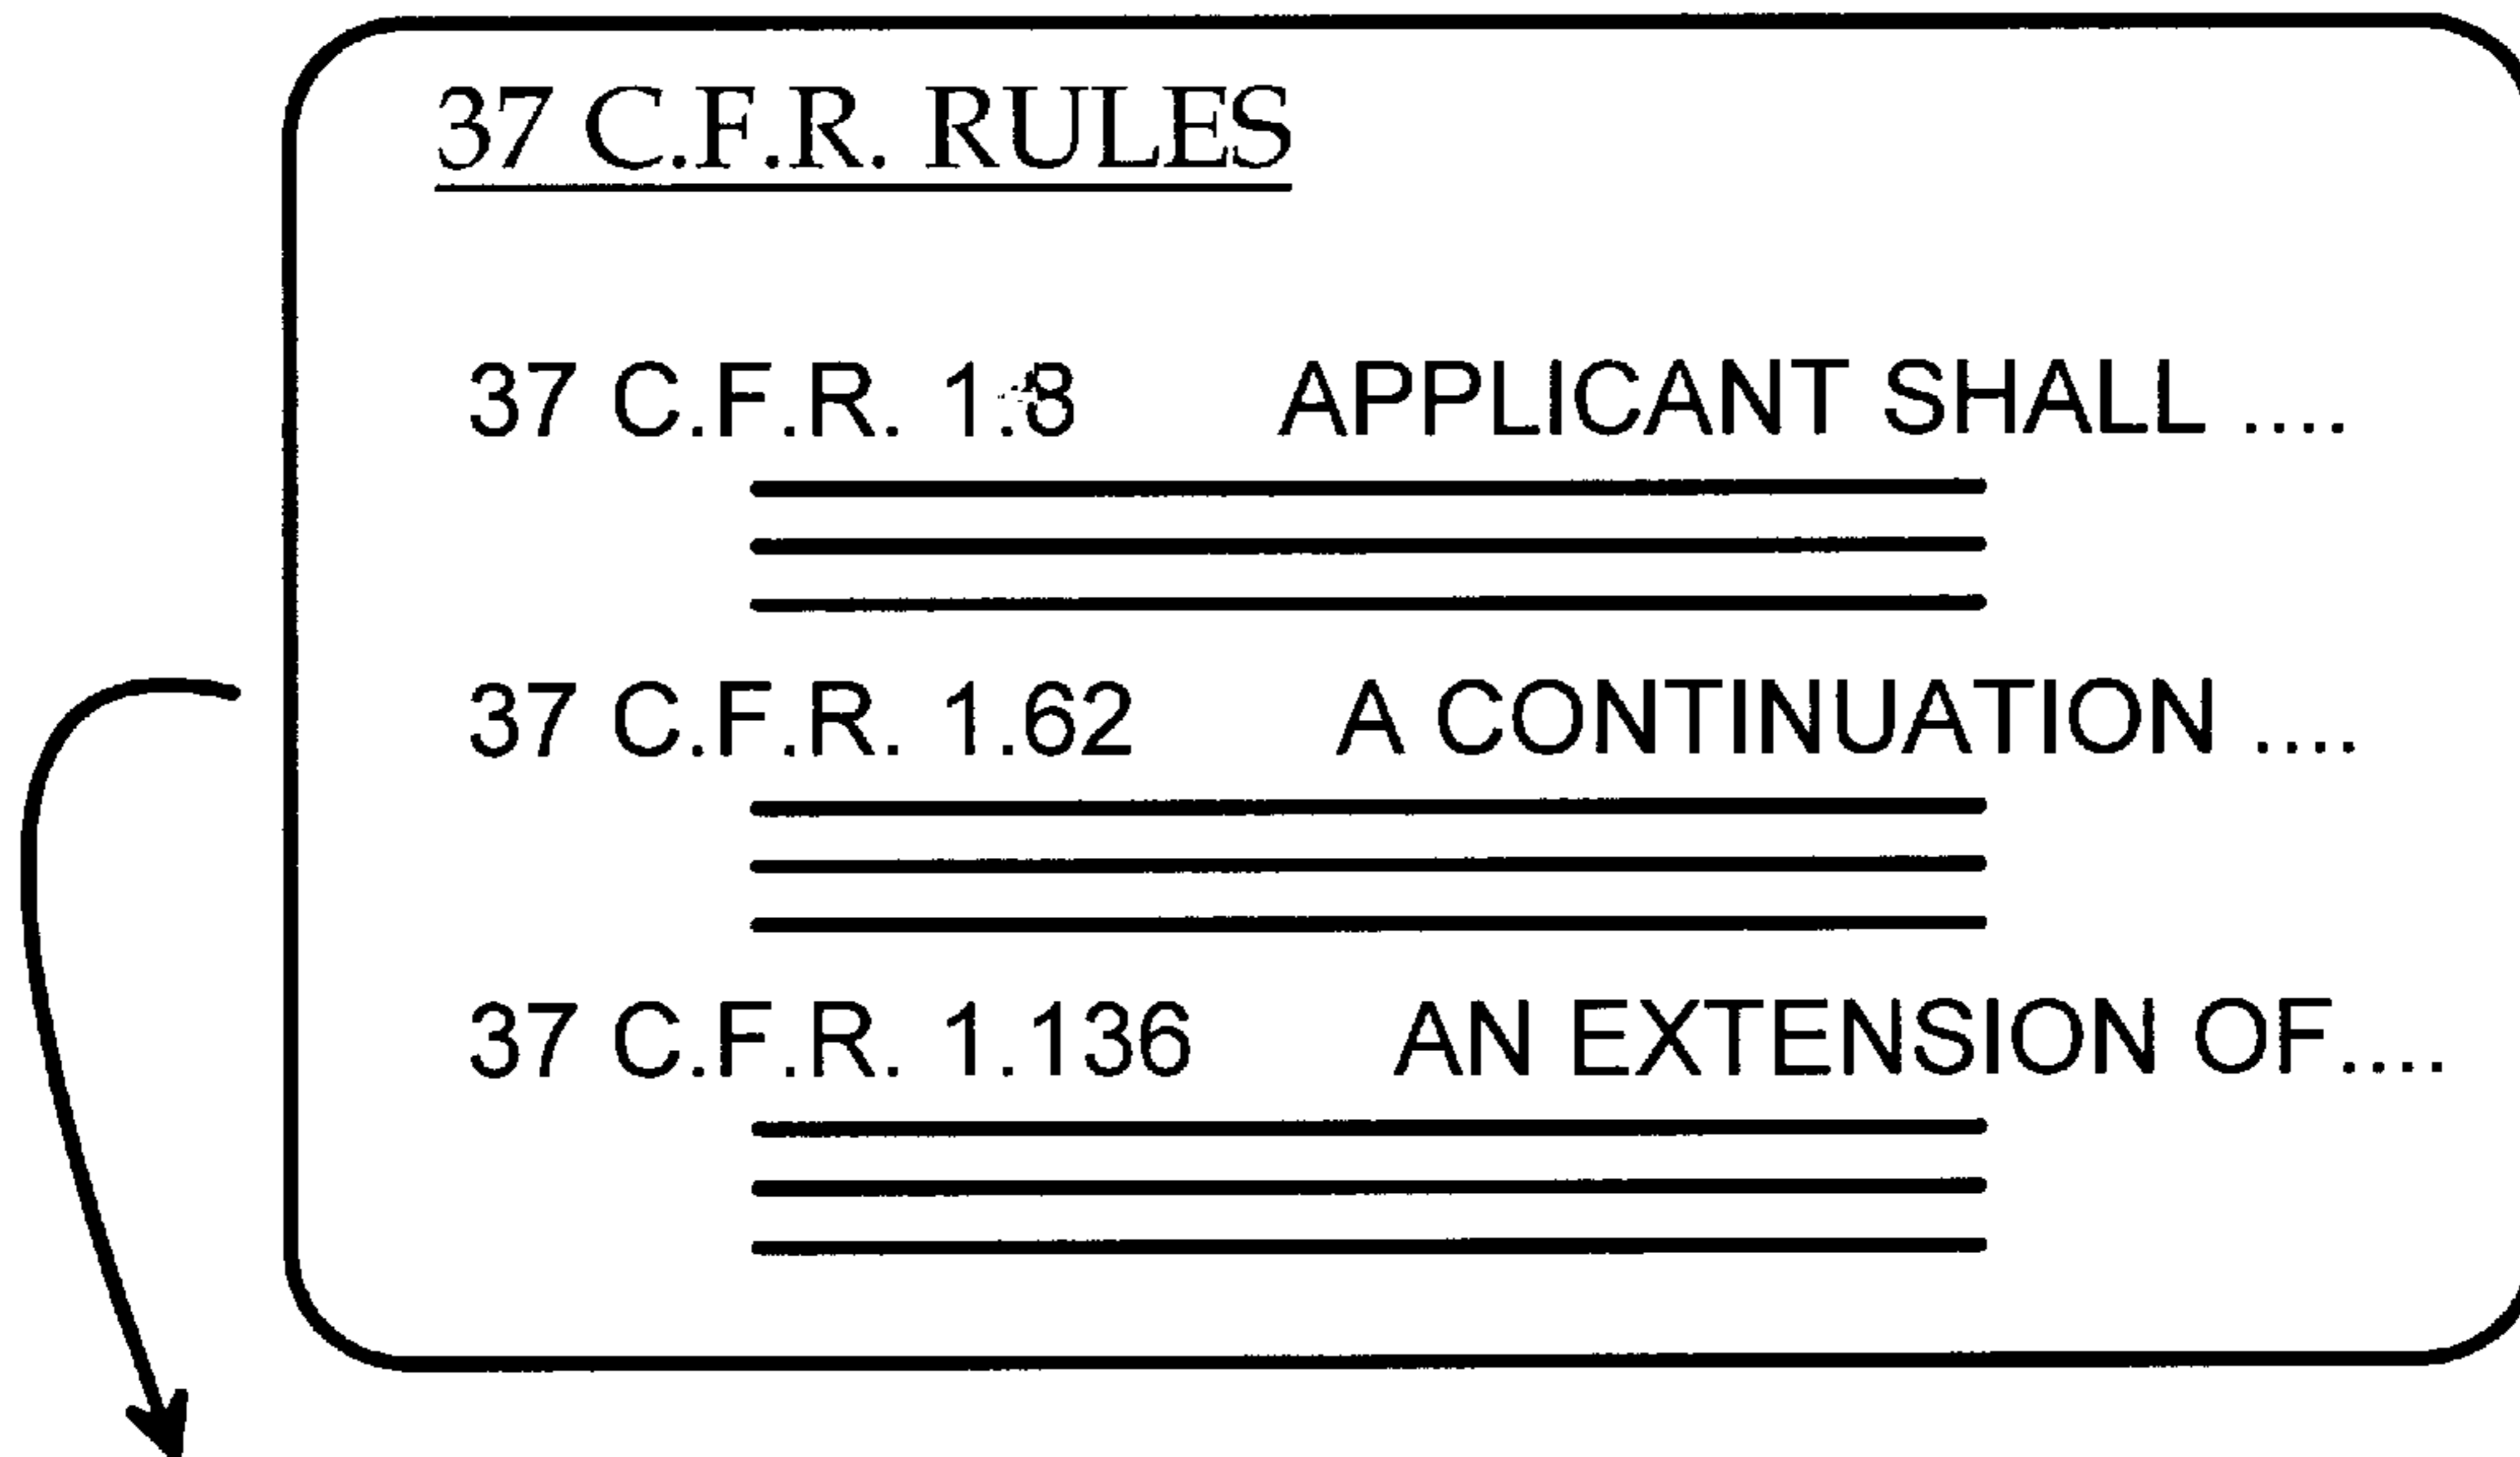 37 C.F.R. RULES
37 C.F.R. 1.8 APPLICANT SHALL ....
37 C.F.R. 1.62 A CONTINUATION ....
37 C.F.R. 1.136 AN EXTENSION OF....